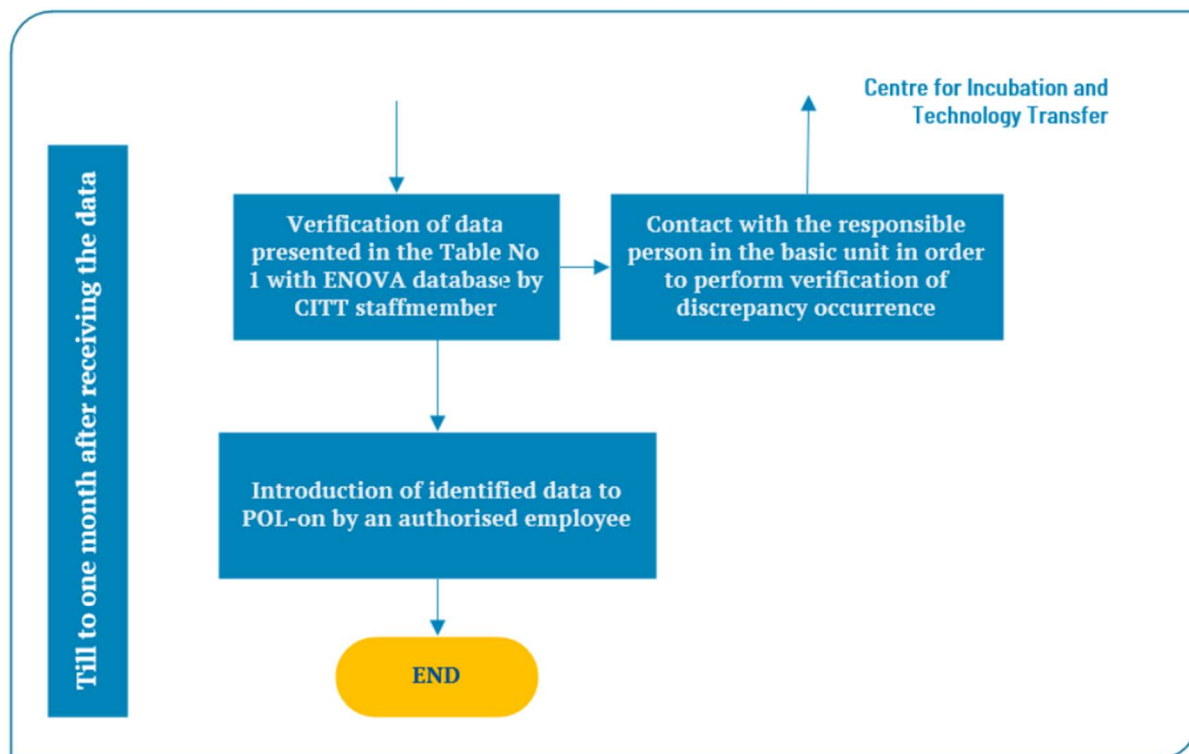 Centre for Incubation and
Technology Transfer
Till to one month after receiving the data
Verification of data
presented in the Table No
1 with ENOVA database by
CITT staffmember
Contact with the responsible
person in the basic unit in order
to perform verification of
discrepancy occurrence
Introduction of identified data to
POL-on by an authorised employee
END